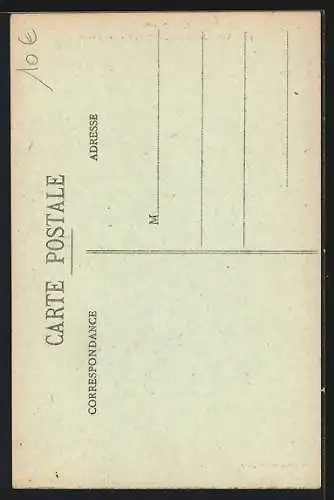 10€
CARTE POSTALE
CORRESPONDANCE
ADRESSE
M